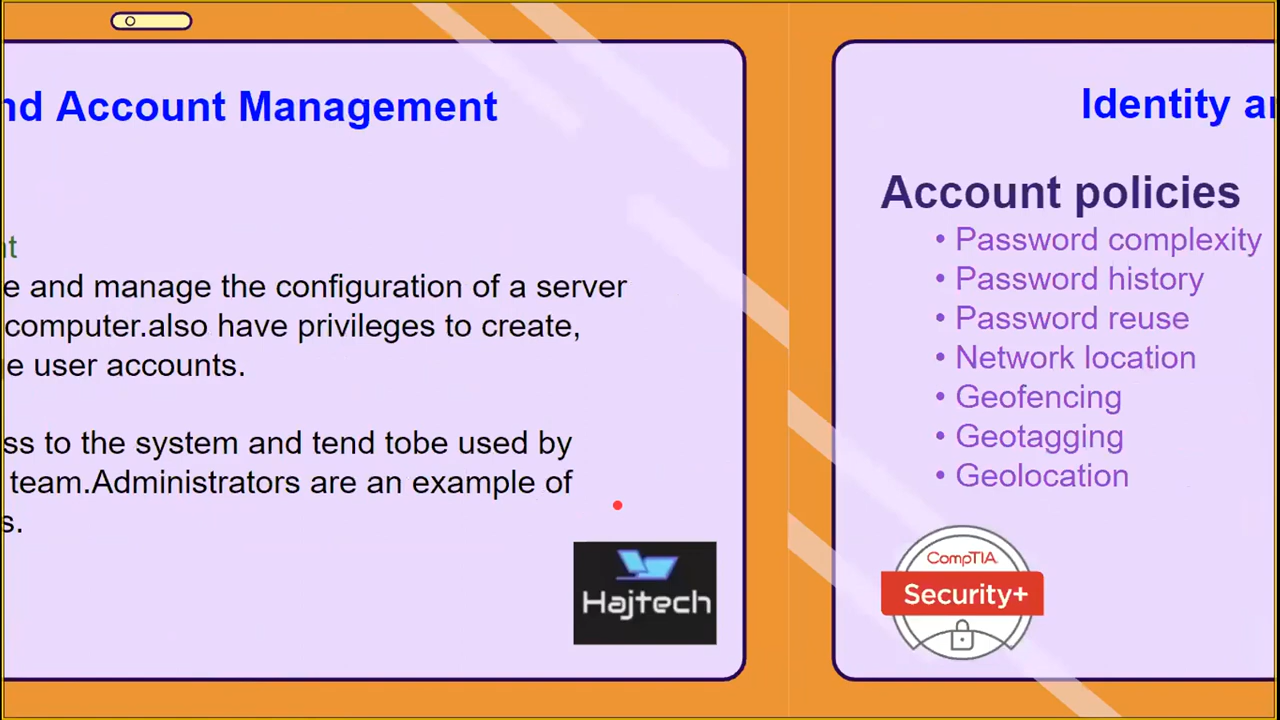 nd Account Management
nt
e and manage the configuration of a server
computer.also have privileges to create,
ge user accounts.
ss to the system and tend tobe used by
team.Administrators are an example of
s.
Hajtech
Identity an
Account policies
• Password complexity
• Password history
• Password reuse
• Network location
• Geofencing
• Geotagging
• Geolocation
CompTIA
Security+